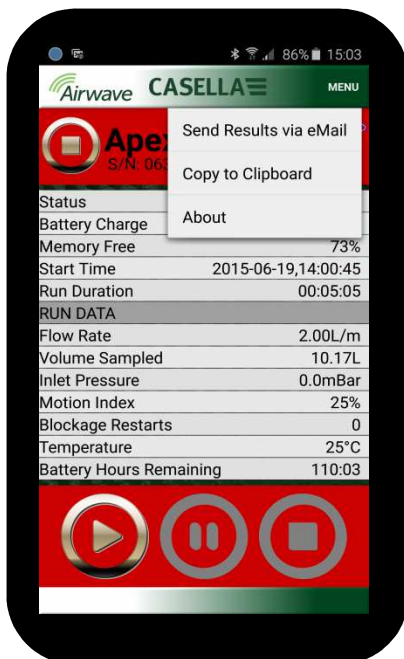 86% 15:03
Airwave CASELLA MENU
Send Results via eMail
Copy to Clipboard
About
Status
Battery Charge
Memory Free 73%
Start Time 2015-06-19,14:00:45
Run Duration 00:05:05
RUN DATA
Flow Rate 2.00L/m
Volume Sampled 10.17L
Inlet Pressure 0.0mBar
Motion Index 25%
Blockage Restarts 0
Temperature 25°C
Battery Hours Remaining 110:03